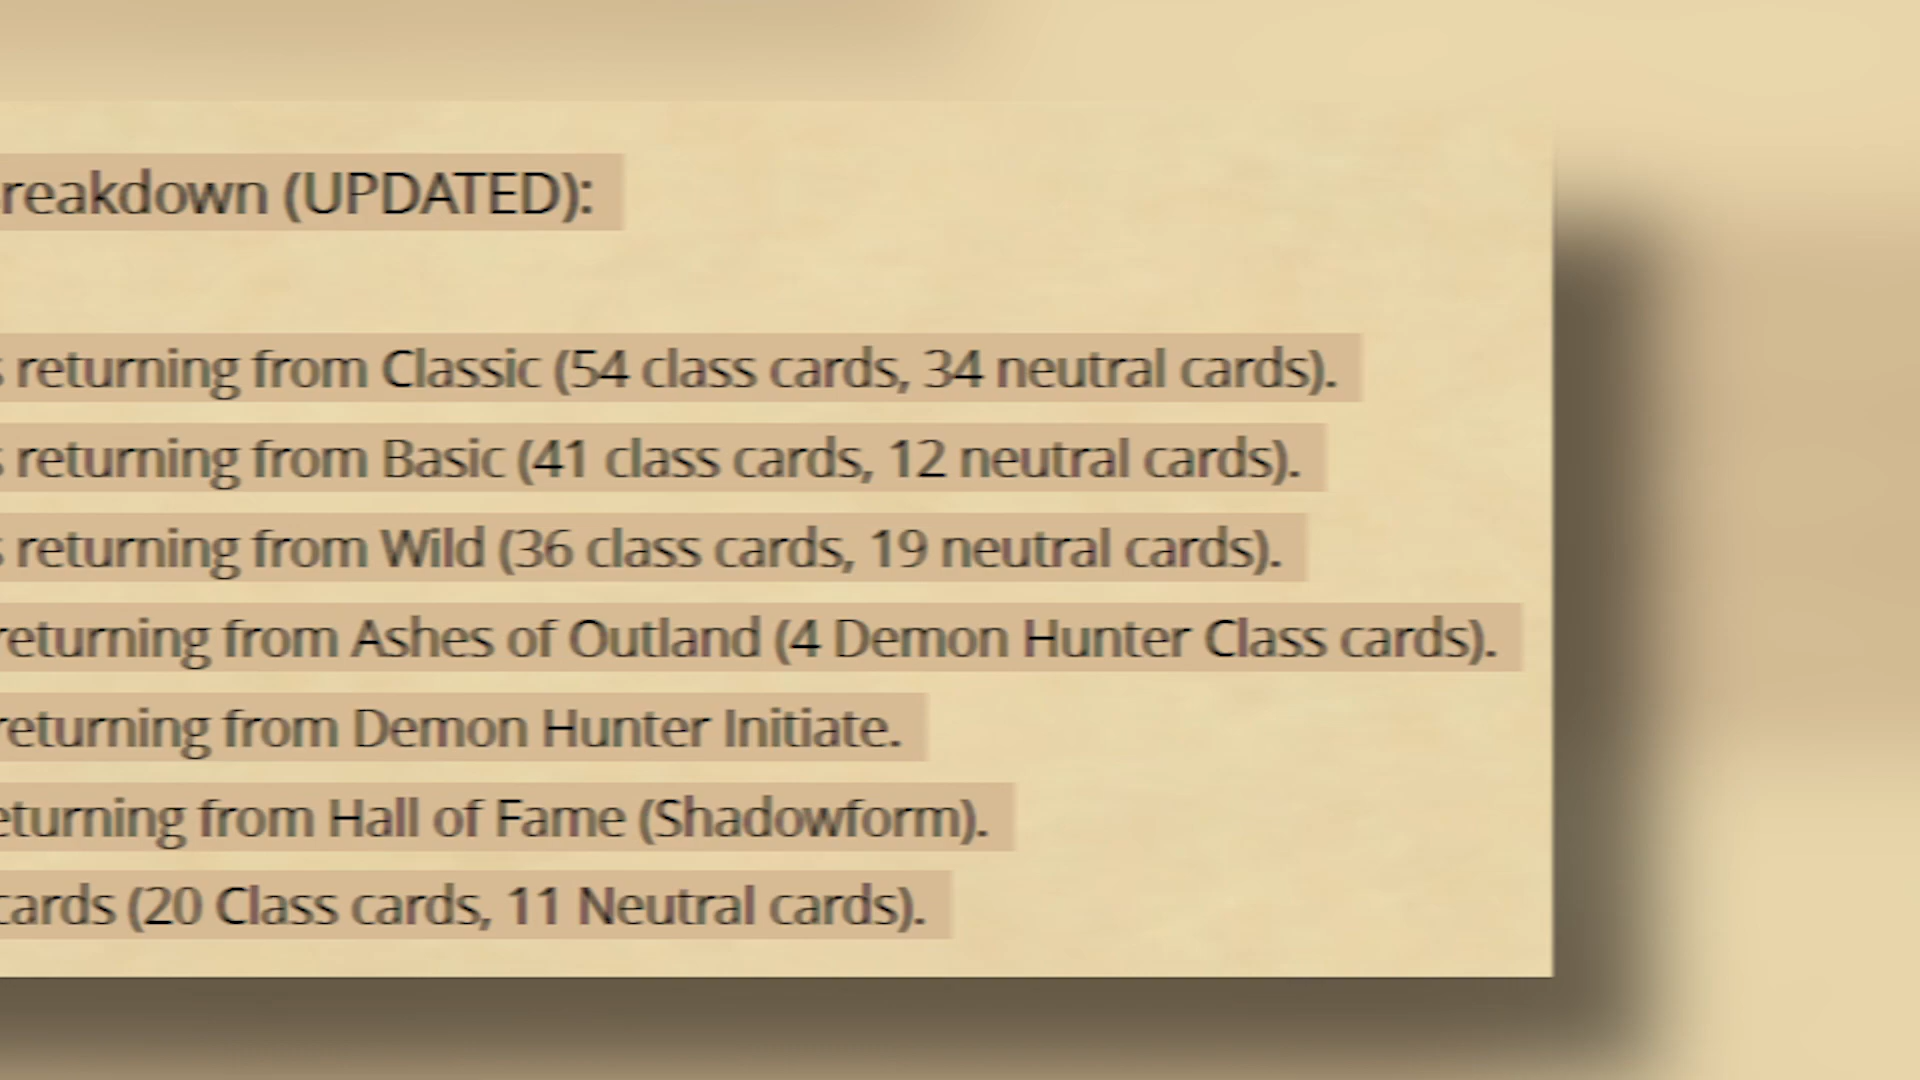 reakdown (UPDATED):
s returning from Classic (54 class cards, 34 neutral cards).
s returning from Basic (41 class cards, 12 neutral cards).
s returning from Wild (36 class cards, 19 neutral cards).
returning from Ashes of Outland (4 Demon Hunter Class cards).
returning from Demon Hunter Initiate.
eturning from Hall of Fame (Shadowform).
cards (20 Class cards, 11 Neutral cards).